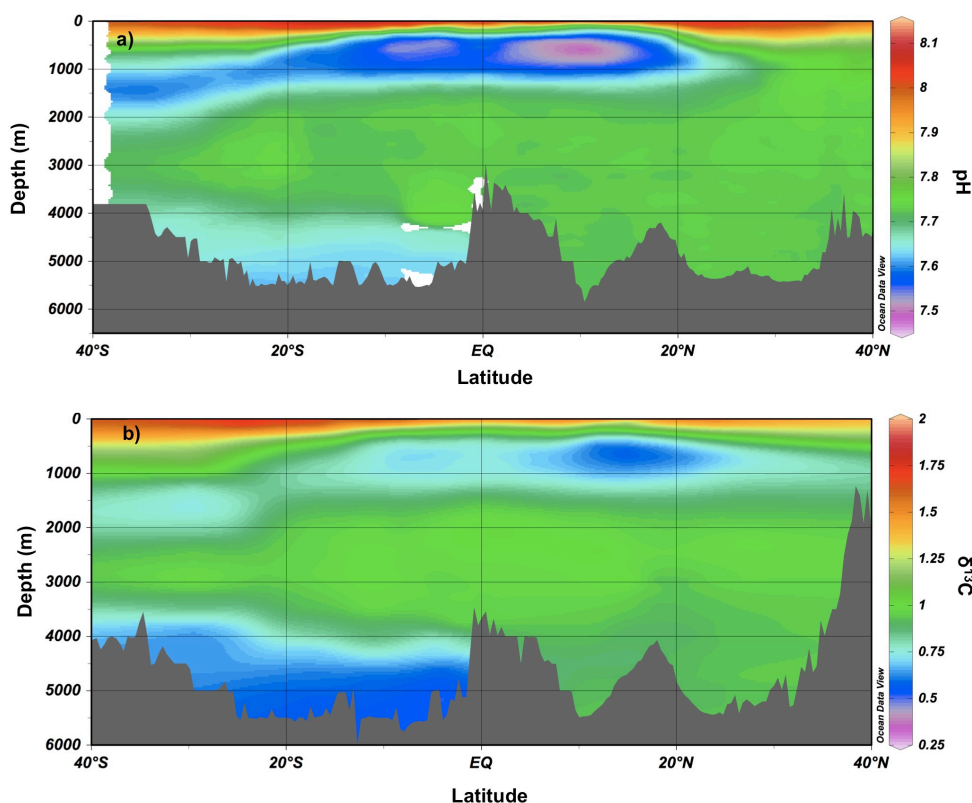 a)
0
1000
2000
3000
4000
5000
6000
Depth (m)
40°S
20°S
EQ
20°N
40°N
Latitude
Ocean Data View
8.1
8
7.9
7.8
7.7
7.6
7.5
pH
b)
0
1000
2000
3000
4000
5000
6000
Depth (m)
40°S
20°S
EQ
20°N
40°N
Latitude
Ocean Data View
2
1.75
1.5
1.25
1
0.75
0.5
0.25
δ¹³C